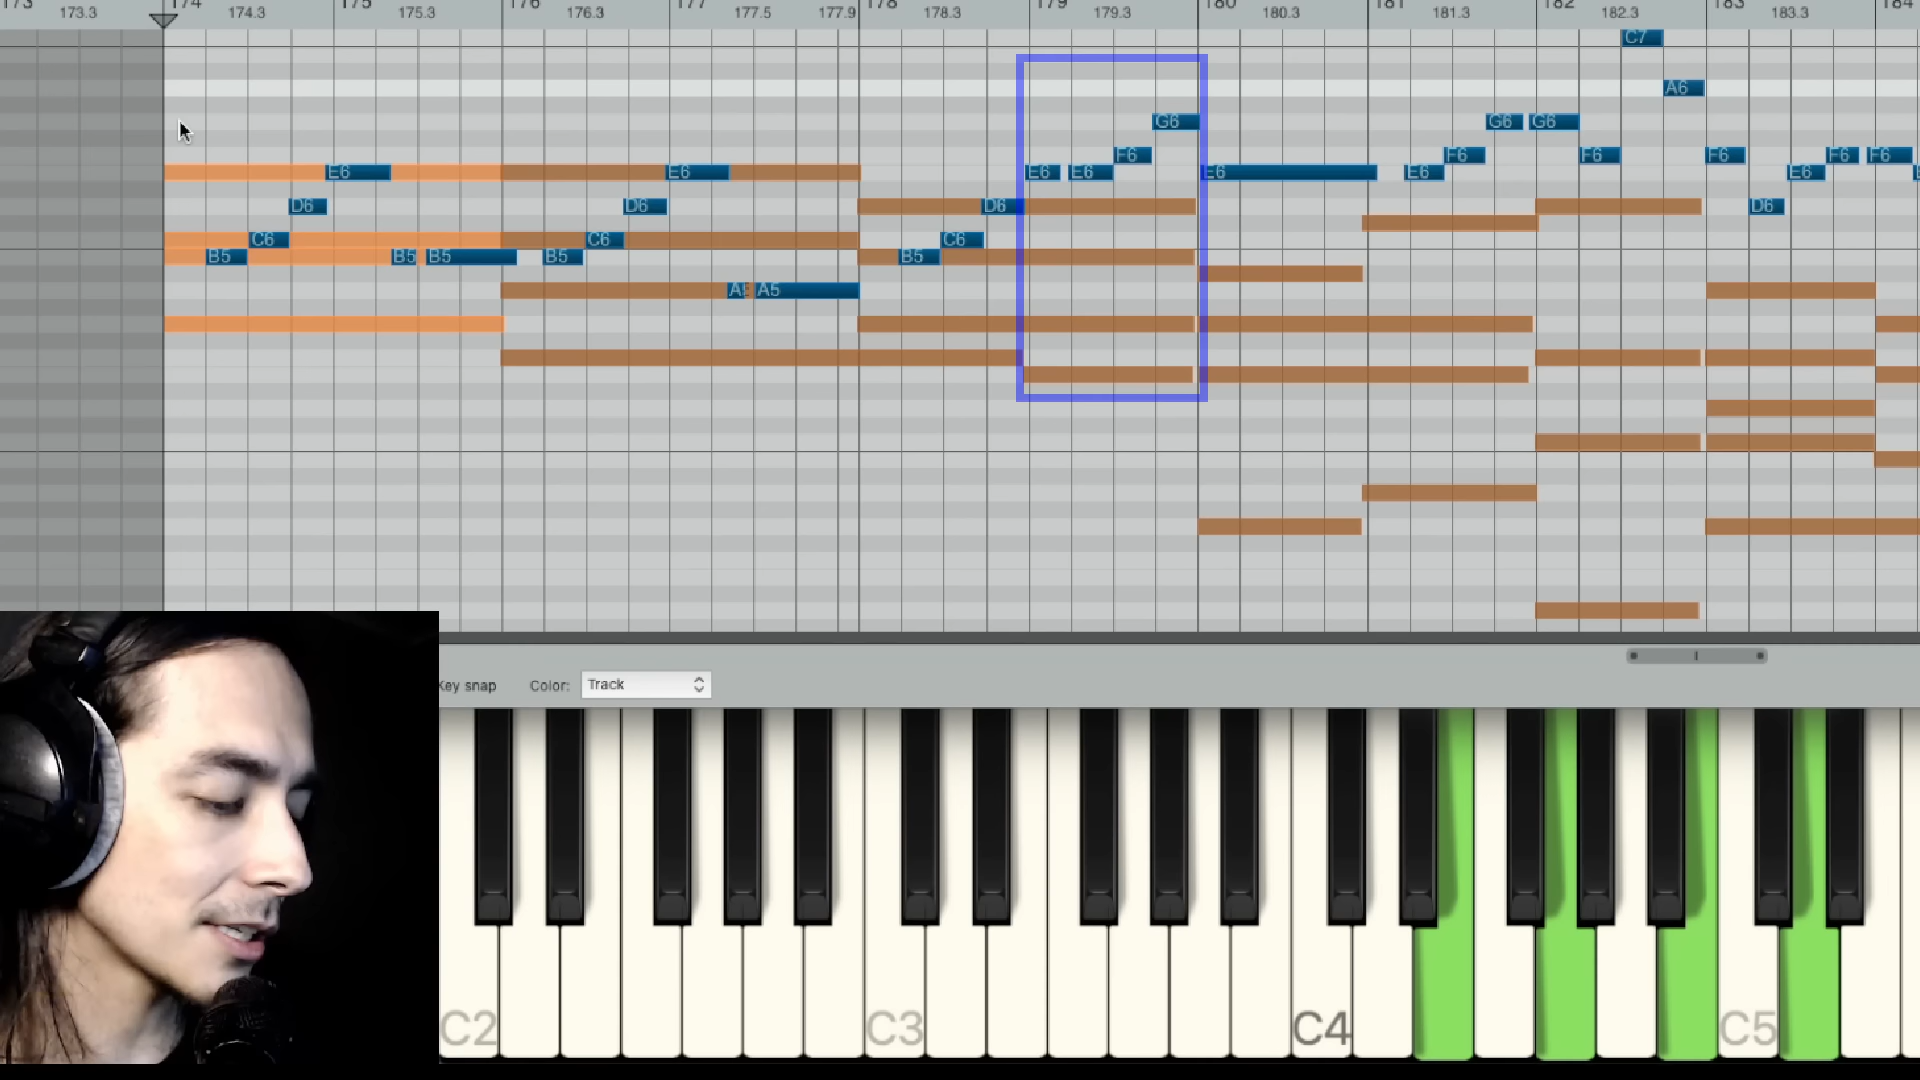 173 174 175 176 177 178 179 180 181 182 183 184
173.3 174.3 175.3 176.3 177.5 177.9 178.3 179.3 180.3 181.3 182.3 183.3
C7
A6
G6 G6 G6
F6 F6 F6 F6 F6 F6
E6 E6 E6 E6 E6 E6 E6
D6 D6 D6 D6
C6 C6 C6
B5 B5 B5 B5 B5
A5
Key snap Color: Track
C2 C3 C4 C5